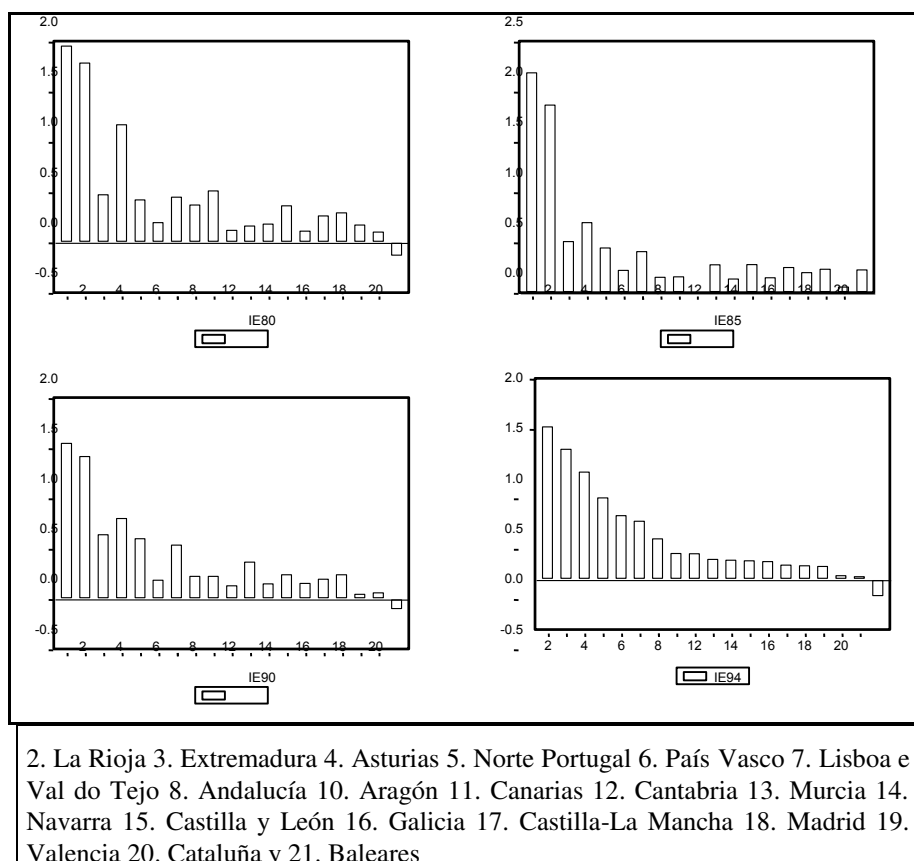 2.0
1.5
1.0
0.5
0.0
-0.5
2 4 6 8 10 12 14 16 18 20
IE80
2.5
2.0
1.5
1.0
0.5
0.0
2 4 6 8 10 12 14 16 18 20
IE85
2.0
1.5
1.0
0.5
0.0
-0.5
2 4 6 8 10 12 14 16 18 20
IE90
2.0
1.5
1.0
0.5
0.0
-0.5
2 4 6 8 10 12 14 16 18 20
IE94
2. La Rioja 3. Extremadura 4. Asturias 5. Norte Portugal 6. País Vasco 7. Lisboa e
Val do Tejo 8. Andalucía 10. Aragón 11. Canarias 12. Cantabria 13. Murcia 14.
Navarra 15. Castilla y León 16. Galicia 17. Castilla-La Mancha 18. Madrid 19.
Valencia 20. Cataluña y 21. Baleares